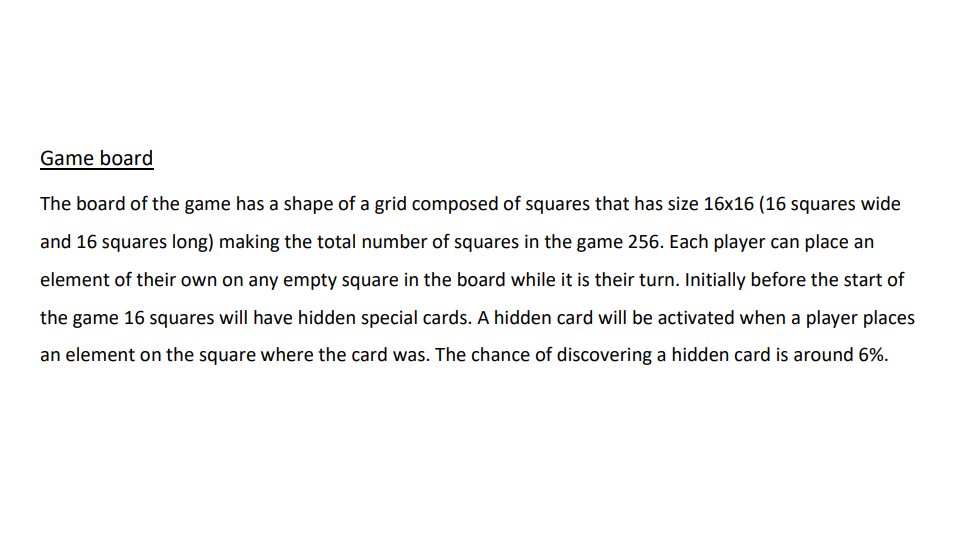 Game board
The board of the game has a shape of a grid composed of squares that has size 16x16 (16 squares wide
and 16 squares long) making the total number of squares in the game 256. Each player can place an
element of their own on any empty square in the board while it is their turn. Initially before the start of
the game 16 squares will have hidden special cards. A hidden card will be activated when a player places
an element on the square where the card was. The chance of discovering a hidden card is around 6%.